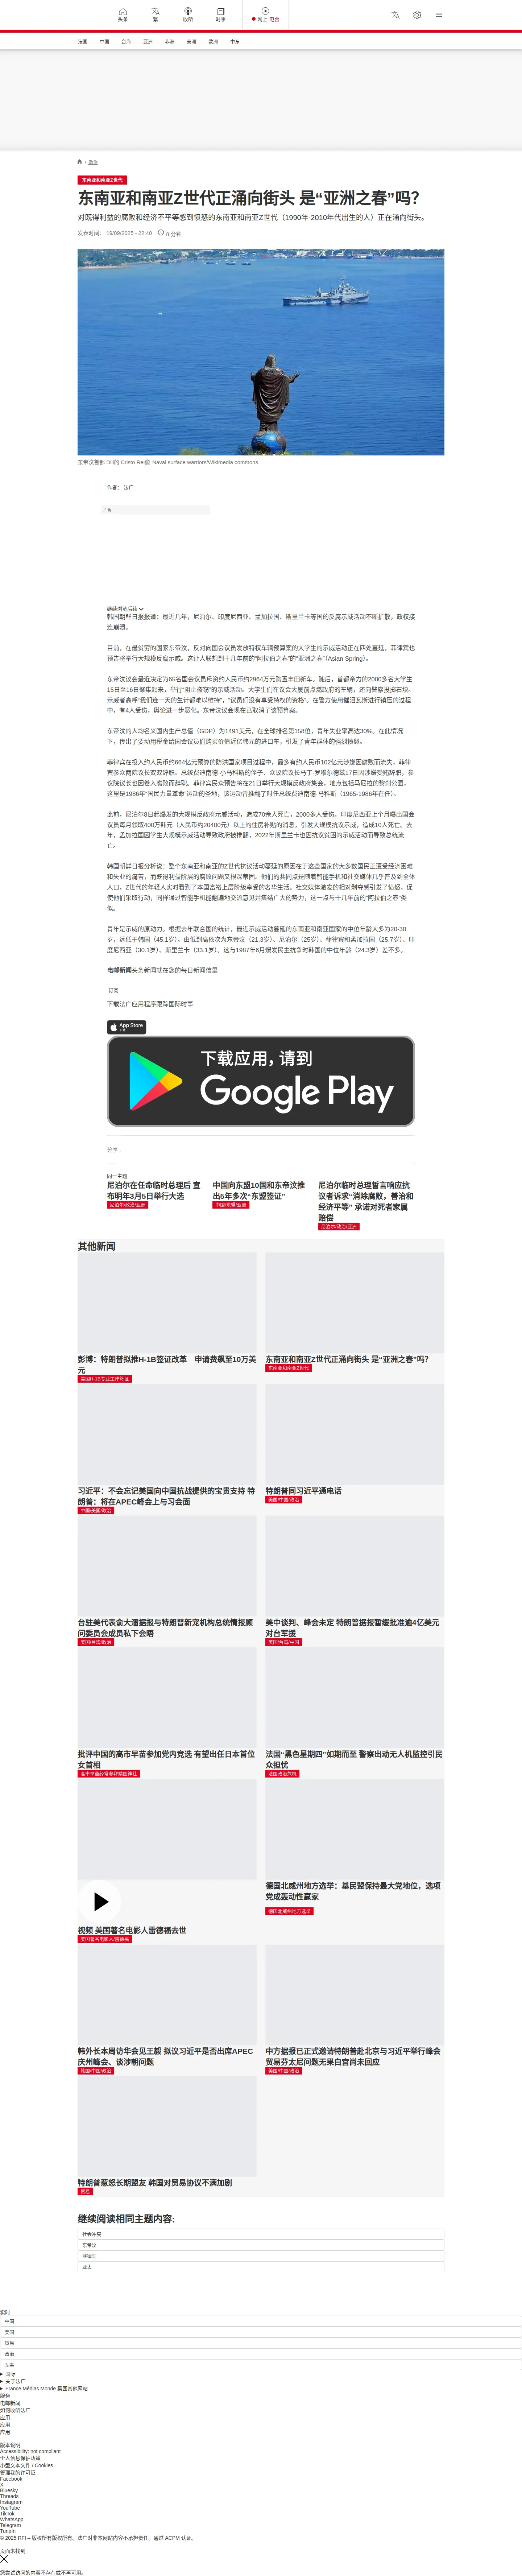 头条
繁
收听
时事
网上 电台
法国
中国
台海
亚洲
非洲
美洲
欧洲
中东
政治
东南亚和南亚Z世代
东南亚和南亚Z世代正涌向街头 是“亚洲之春”吗？
对既得利益的腐败和经济不平等感到愤怒的东南亚和南亚Z世代（1990年-2010年代出生的人）正在涌向街头。
发表时间： 19/09/2025 - 22:40 8 分钟
东帝汶首都 Dili的 Cristo Rei像 Naval surface warriors/Wikimedia commons
作者： 法广
广告
继续浏览后续
韩国朝鲜日报报道：最近几年，尼泊尔、印度尼西亚、孟加拉国、斯里兰卡等国的反腐示威活动不断扩散，政权接
连崩溃。
目前，在最贫穷的国家东帝汶，反对向国会议员发放特权车辆预算案的大学生的示威活动正在四处蔓延，菲律宾也
预告将举行大规模反腐示威。这让人联想到十几年前的“阿拉伯之春”的“亚洲之春”（Asian Spring）。
东帝汶议会最近决定为65名国会议员斥资约人民币约2964万元购置丰田新车。随后，首都帝力的2000多名大学生
15日至16日聚集起来，举行“阻止盗窃”的示威活动。大学生们在议会大厦前点燃政府的车辆，还向警察投掷石块。
示威者高呼“我们连一天的生计都难以维持”，“议员们没有享受特权的资格”。在警方使用催泪瓦斯进行镇压的过程
中，有4人受伤，舆论进一步恶化。东帝汶议会现在已取消了该预算案。
东帝汶的人均名义国内生产总值（GDP）为1491美元，在全球排名第158位，青年失业率高达30%。在此情况
下，传出了要动用税金给国会议员们购买价值近亿韩元的进口车，引发了青年群体的强烈愤怒。
菲律宾在投入约人民币约664亿元预算的防洪国家项目过程中，最多有约人民币102亿元涉嫌因腐败而流失，菲律
宾参众两院议长双双辞职。总统费迪南德·小马科斯的侄子、众议院议长马丁·罗穆尔德兹17日因涉嫌受贿辞职，参
议院议长也因卷入腐败而辞职。菲律宾民众预告将在21日举行大规模反政府集会，地点包括马尼拉的黎刹公园，
这里是1986年“国民力量革命”运动的圣地，该运动曾推翻了时任总统费迪南德·马科斯（1965-1986年在任）。
此前，尼泊尔8日起爆发的大规模反政府示威活动，造成70余人死亡，2000多人受伤。印度尼西亚上个月曝出国会
议员每月领取400万韩元（人民币约20400元）以上的住房补贴的消息，引发大规模抗议示威，造成10人死亡。去
年，孟加拉国因学生大规模示威活动导致政府被推翻，2022年斯里兰卡也因抗议贫困的示威活动而导致总统流
亡。
韩国朝鲜日报分析说：整个东南亚和南亚的Z世代抗议活动蔓延的原因在于这些国家的大多数国民正遭受经济困难
和失业的痛苦，而既得利益阶层的腐败问题又根深蒂固。他们的共同点是随着智能手机和社交媒体几乎普及到全体
人口，Z世代的年轻人实时看到了本国富裕上层阶级享受的奢华生活。社交媒体激发的相对剥夺感引发了愤怒，促
使他们采取行动，同样通过智能手机能翻遍地交流意见并集结广大的势力，这一点与十几年前的“阿拉伯之春”类
似。
青年是示威的原动力。根据去年联合国的统计，最近示威活动蔓延的东南亚和南亚国家的中位年龄大多为20-30
岁，远低于韩国（45.1岁）。由低到高依次为东帝汶（21.3岁）、尼泊尔（25岁）、菲律宾和孟加拉国（25.7岁）、印
度尼西亚（30.1岁）、斯里兰卡（33.1岁）。这与1987年6月爆发民主抗争时韩国的中位年龄（24.3岁）差不多。
电邮新闻头条新闻就在您的每日新闻信里
订阅
下载法广应用程序跟踪国际时事
App Store
下载
下载应用，请到
Google Play
分享 :
同一主题
尼泊尔在任命临时总理后 宣
布明年3月5日举行大选
尼泊尔/政治/亚洲
中国向东盟10国和东帝汶推
出5年多次“东盟签证”
中国/东盟/亚洲
尼泊尔临时总理誓言响应抗
议者诉求“消除腐败，善治和
经济平等” 承诺对死者家属
赔偿
尼泊尔/政治/亚洲
其他新闻
彭博：特朗普拟推H-1B签证改革　申请费飙至10万美
元
美国H-1B专业工作签证
东南亚和南亚Z世代正涌向街头 是“亚洲之春”吗？
东南亚和南亚Z世代
习近平：不会忘记美国向中国抗战提供的宝贵支持 特
朗普：将在APEC峰会上与习会面
中国/美国/政治
特朗普同习近平通电话
美国/中国/政治
台驻美代表俞大㵢据报与特朗普新宠机构总统情报顾
问委员会成员私下会晤
美国/台湾/政治
美中谈判、峰会未定 特朗普据报暂缓批准逾4亿美元
对台军援
美国/台湾/中国
批评中国的高市早苗参加党内竞选 有望出任日本首位
女首相
高市早苗经常参拜靖国神社
法国“黑色星期四”如期而至 警察出动无人机监控引民
众担忧
法国政治危机
视频 美国著名电影人雷德福去世
美国著名电影人/雷德福
德国北威州地方选举：基民盟保持最大党地位，选项
党成轰动性赢家
德国北威州地方选举
韩外长本周访华会见王毅 拟议习近平是否出席APEC
庆州峰会、谈涉朝问题
韩国/中国/政治
中方据报已正式邀请特朗普赴北京与习近平举行峰会
贸易芬太尼问题无果白宫尚未回应
美国/中国/政治
特朗普惹怒长期盟友 韩国对贸易协议不满加剧
贸易
继续阅读相同主题内容:
社会冲突
东帝汶
菲律宾
亚太
实时
中国
美国
贸易
政治
军事
国际
关于法广
France Médias Monde 集团其他网站
服务
电邮新闻
如何收听法广
应用
应用
应用
版本说明
Accessibility: not compliant
个人信息保护政策
小型文本文件 / Cookies
管理我的许可证
Facebook
X
Bluesky
Threads
Instagram
YouTube
TikTok
WhatsApp
Telegram
TuneIn
© 2025 RFI – 版权所有版权所有。法广对非本网站内容不承担责任。通过 ACPM 认证。
页面未找到
您尝试访问的内容不存在或不再可用。